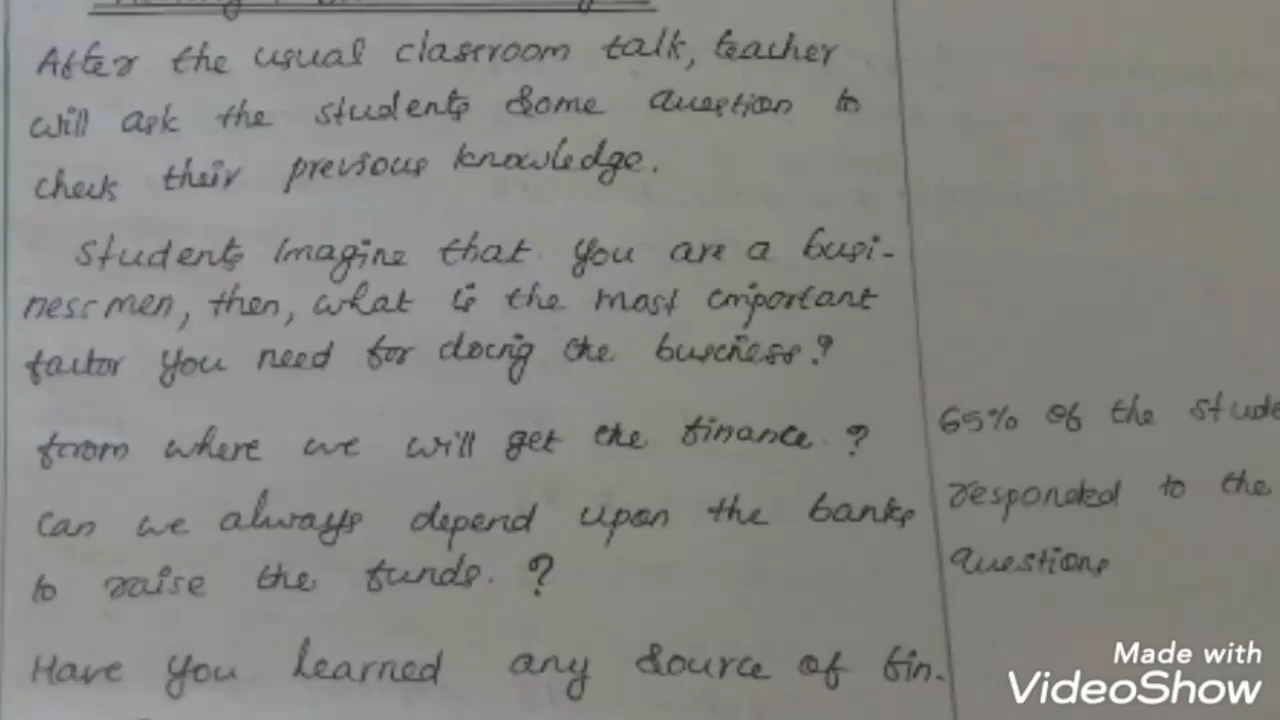 After the usual classroom talk, teacher
will ask the students some question to
check their previous knowledge.
Students Imagine that you are a busi-
ness men, then, what is the most important
factor you need for doing the business?
from where we will get the finance ?
Can we always depend upon the banks
to raise the funds. ?
Have you learned any source of fin-
65% of the stude
responded to the
questions
Made with
VideoShow